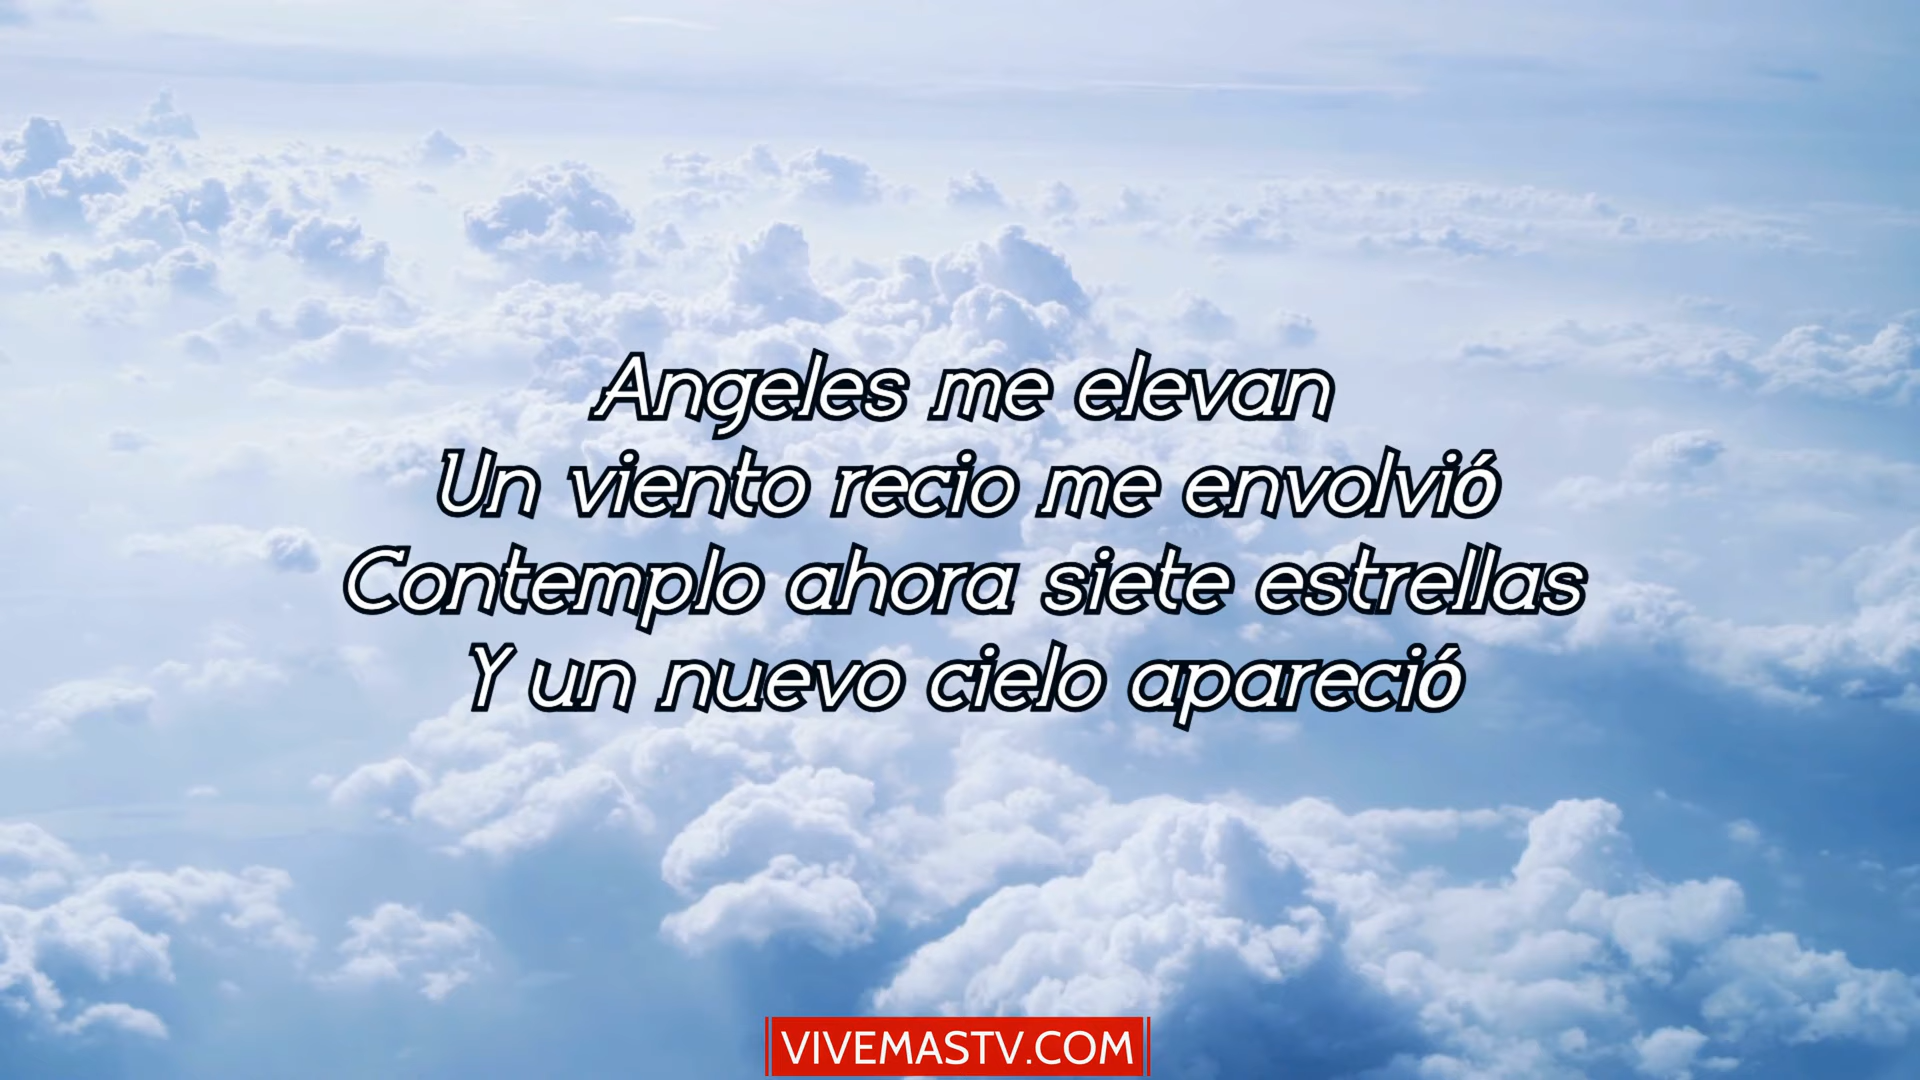 Angeles me elevan
Un viento recio me envolvió
Contemplo ahora siete estrellas
Y un nuevo cielo apareció
VIVEMASTV.COM